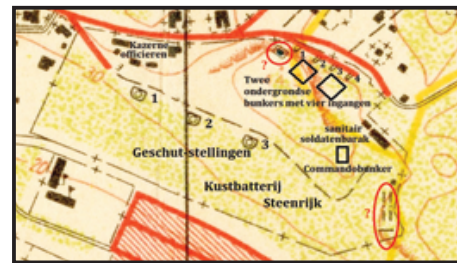 Kazerne
officieren
30
1
2
3
?
Twee
ondergrondse
bunkers met vier ingangen
sanitair
soldatenbarak
Commandobunker
Geschut-stellingen
Kustbatterij
Steenrijk
20
?